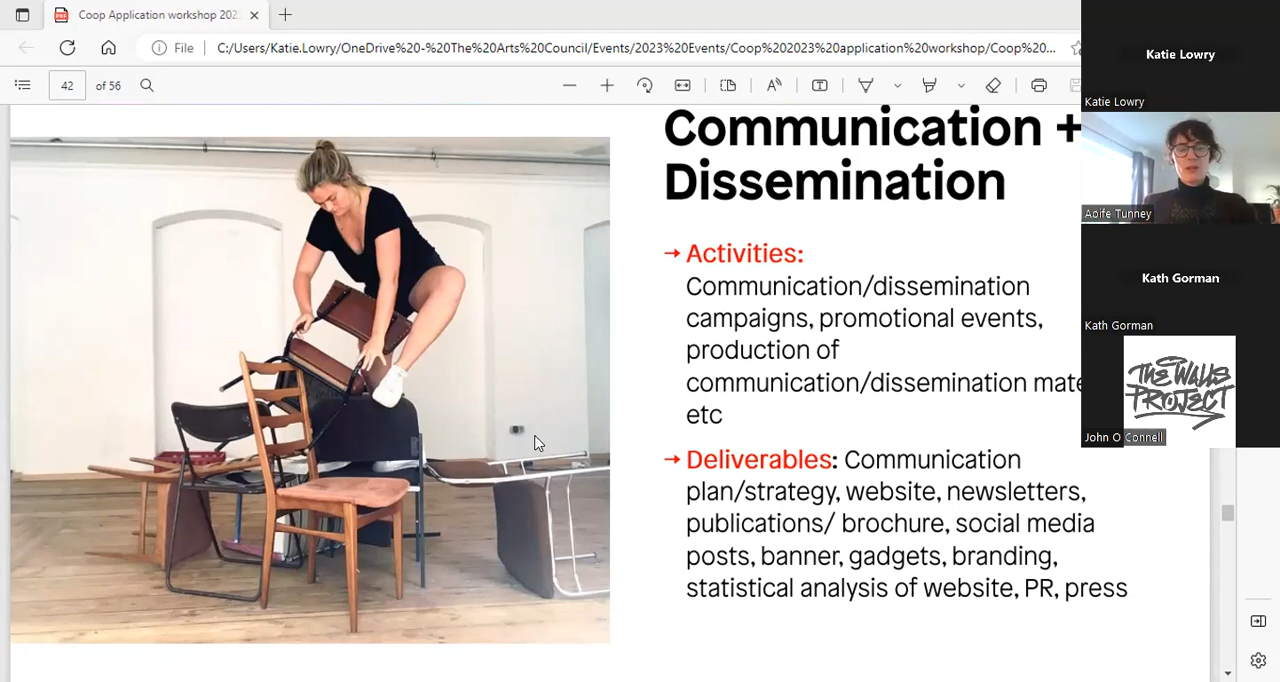 Coop Application workshop 202
File
C:/Users/Katie.Lowry/OneDrive%20-%20The%20Arts%20Council/Events/2023%20Events/Coop%202023%20application%20workshop/Coop%20...
42 of 56
Communication +
Dissemination
→ Activities:
Communication/dissemination
campaigns, promotional events,
production of
communication/dissemination mate
etc
→ Deliverables: Communication
plan/strategy, website, newsletters,
publications/ brochure, social media
posts, banner, gadgets, branding,
statistical analysis of website, PR, press
Katie Lowry
Katie Lowry
Aoife Tunney
Kath Gorman
Kath Gorman
THE WALLS
PROJECT
John O Connell